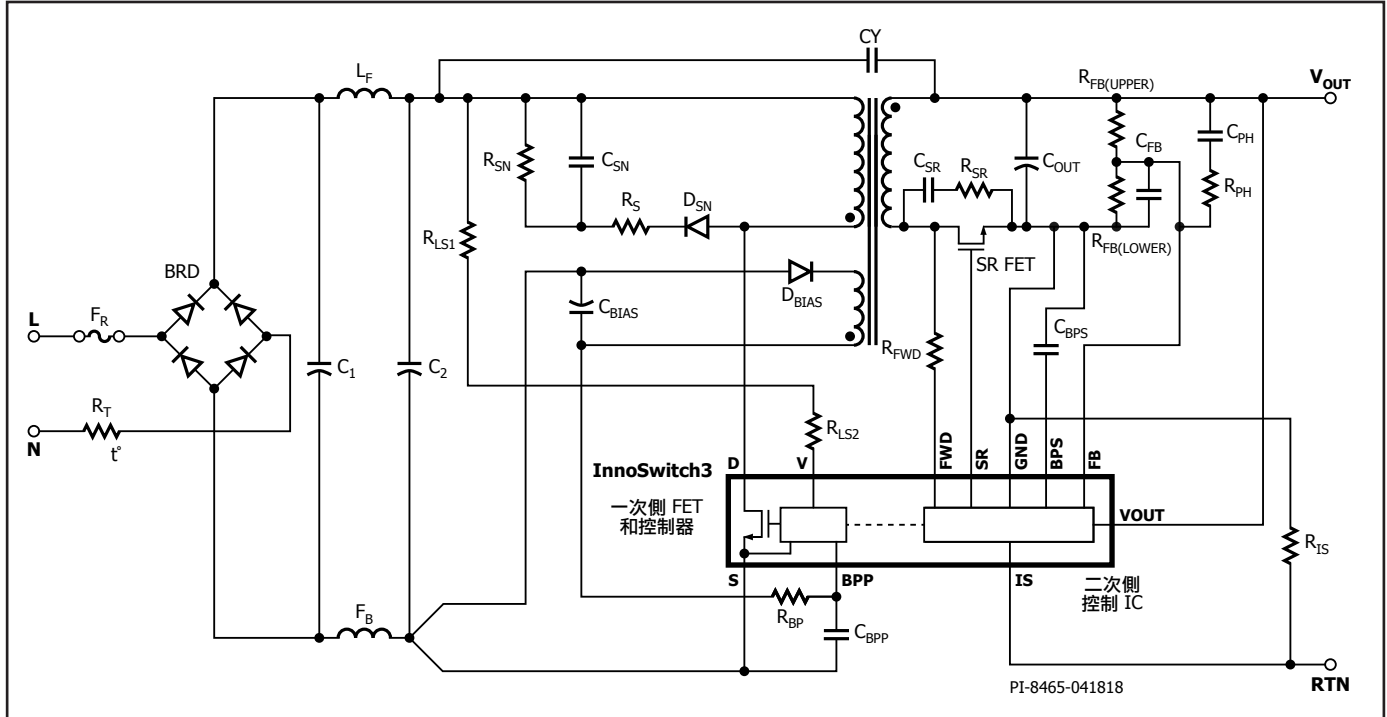 CY
L_F
R_FB(UPPER)
V_OUT
C_PH
C_FB
R_SN
C_SN
C_SR
R_SR
C_OUT
R_PH
R_S
D_SN
R_LS1
R_FB(LOWER)
SR FET
BRD
D_BIAS
C_BIAS
L
F_R
C_BPS
R_FWD
C_1
C_2
R_T
N
t°
R_LS2
FWD
SR
GND
BPS
FB
D
V
InnoSwitch3
一次側 FET
和控制器
VOUT
R_IS
S
BPP
IS
二次側
控制 IC
F_B
R_BP
C_BPP
PI-8465-041818
RTN